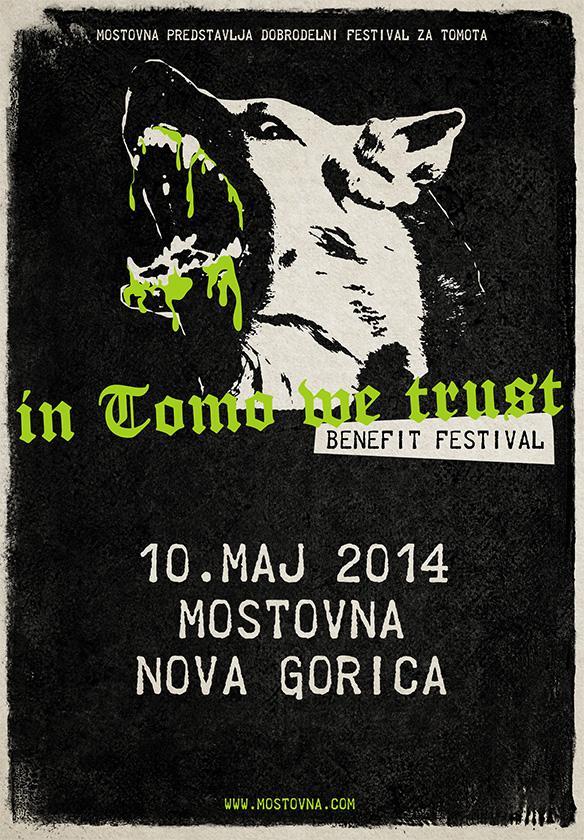 MOSTOVNA PREDSTAVLJA DOBRODELNI FESTIVAL ZA TOMOTA
in Tomo we trust
BENEFIT FESTIVAL
10.MAJ 2014
MOSTOVNA
NOVA GORICA
WWW.MOSTOVNA.COM